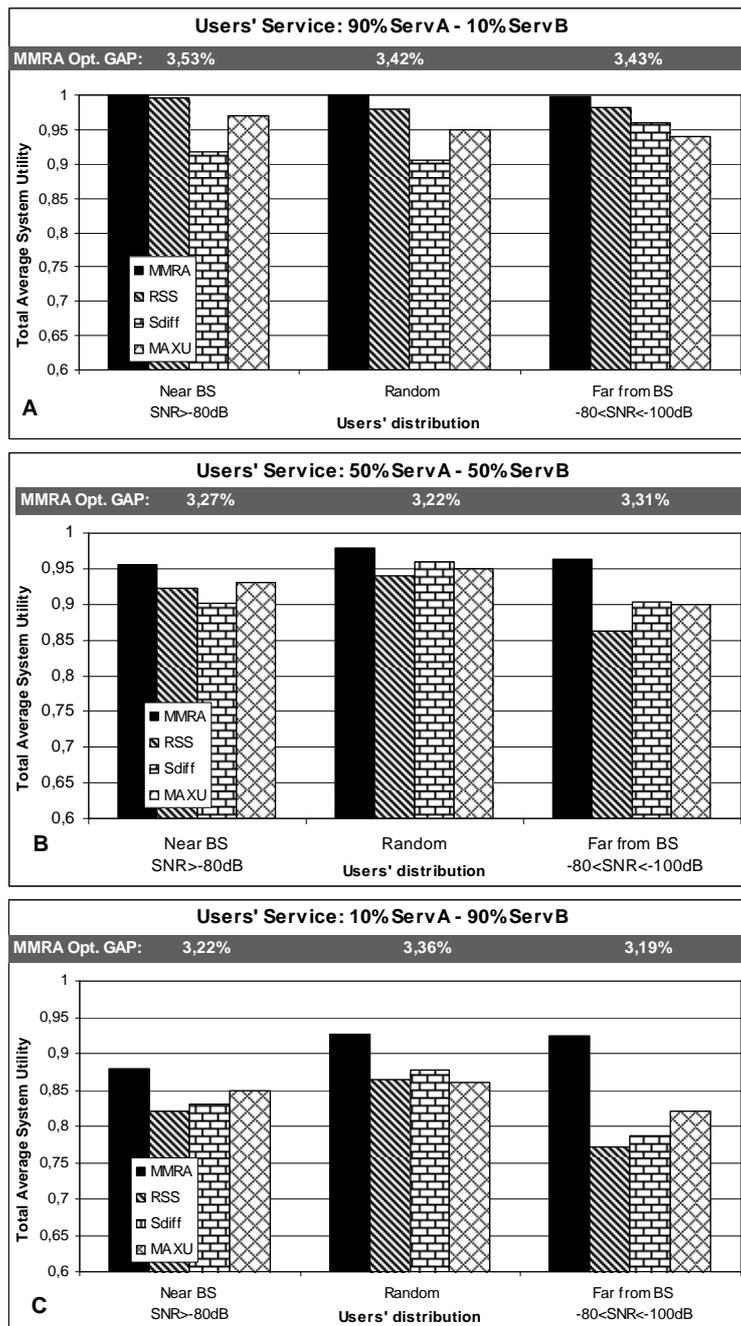 Users' Service: 90%ServA - 10%ServB
MMRA Opt. GAP: 3,53% 3,42% 3,43%
1
0,95
0,9
0,85
0,8
0,75
0,7
0,65
0,6
Total Average System Utility
MMRA
RSS
Sdiff
MAXU
Near BS
SNR>-80dB
Random
Far from BS
-80<SNR<-100dB
Users' distribution
A
Users' Service: 50%ServA - 50%ServB
MMRA Opt. GAP: 3,27% 3,22% 3,31%
1
0,95
0,9
0,85
0,8
0,75
0,7
0,65
0,6
Total Average System Utility
MMRA
RSS
Sdiff
MAXU
Near BS
SNR>-80dB
Random
Far from BS
-80<SNR<-100dB
Users' distribution
B
Users' Service: 10%ServA - 90%ServB
MMRA Opt. GAP: 3,22% 3,36% 3,19%
1
0,95
0,9
0,85
0,8
0,75
0,7
0,65
0,6
Total Average System Utility
MMRA
RSS
Sdiff
MAXU
Near BS
SNR>-80dB
Random
Far from BS
-80<SNR<-100dB
Users' distribution
C